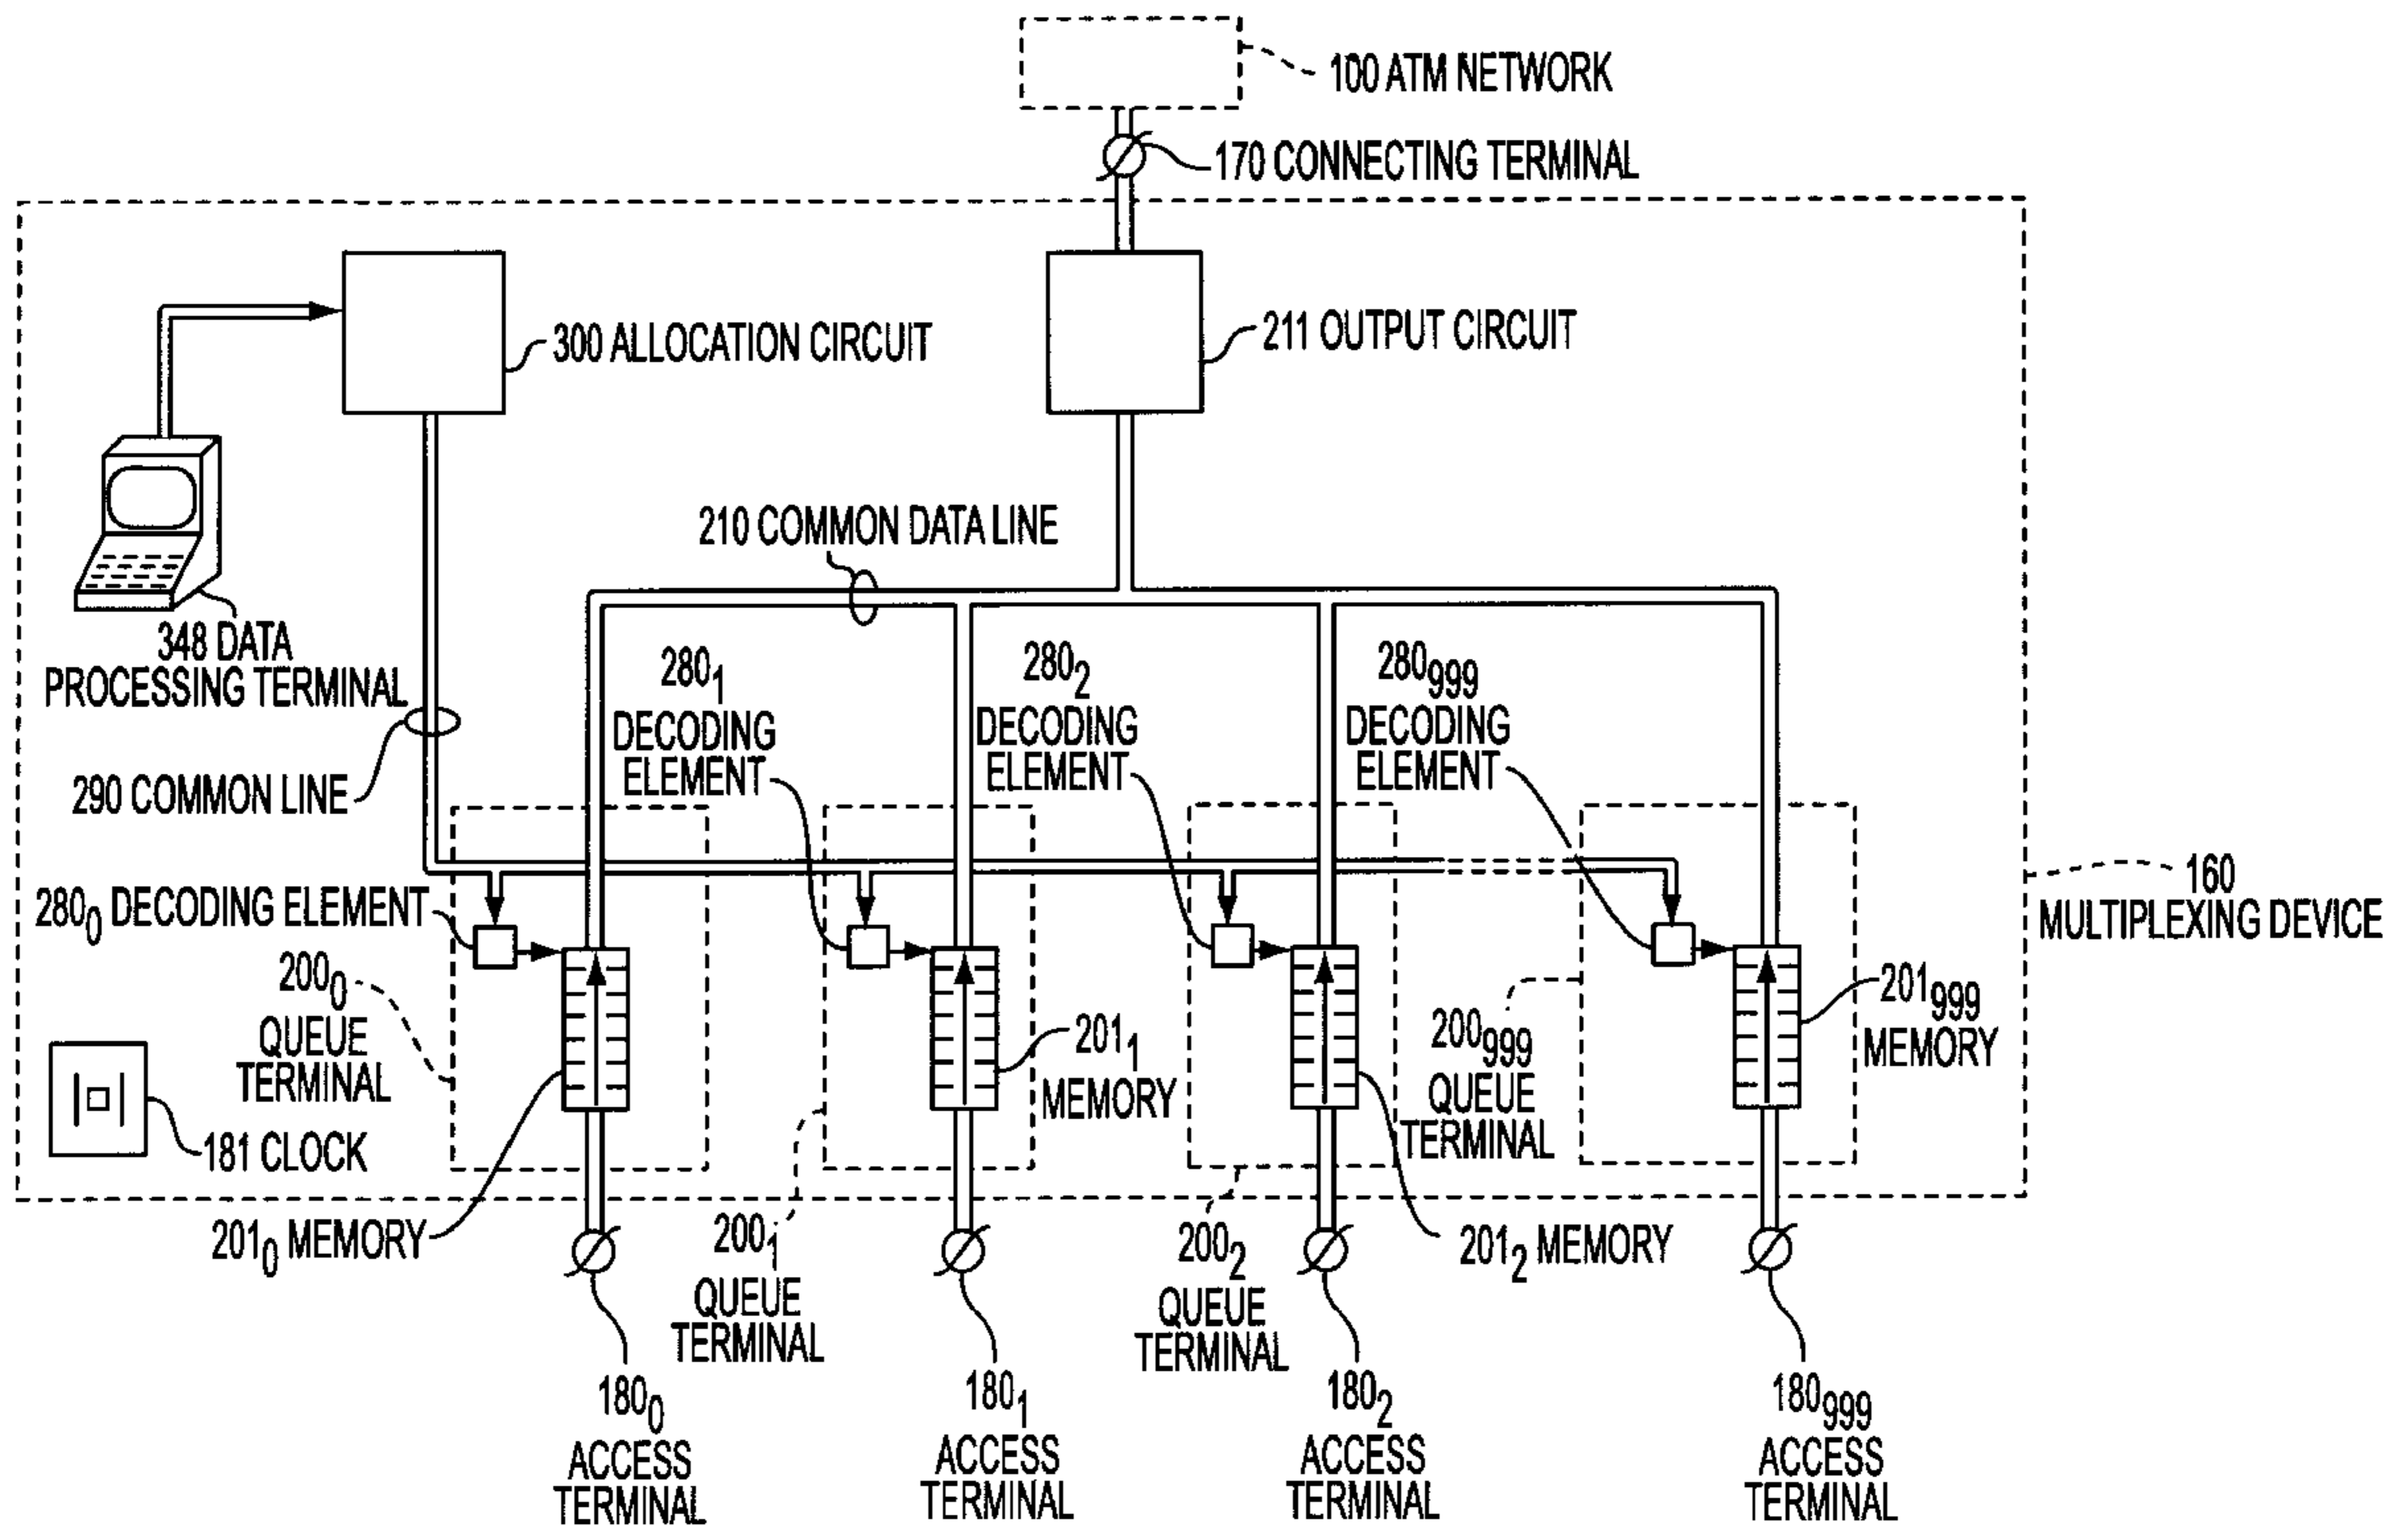 100 ATM NETWORK
170 CONNECTING TERMINAL
300 ALLOCATION CIRCUIT
211 OUTPUT CIRCUIT
210 COMMON DATA LINE
348 DATA
PROCESSING TERMINAL
290 COMMON LINE
280₁
DECODING
ELEMENT
280₂
DECODING
ELEMENT
280₉₉₉
DECODING
ELEMENT
160
MULTIPLEXING DEVICE
280₀ DECODING ELEMENT
200₀
QUEUE
TERMINAL
201₁
MEMORY
200₉₉₉
QUEUE
TERMINAL
201₉₉₉
MEMORY
181 CLOCK
201₀ MEMORY
200₁
QUEUE
TERMINAL
200₂
QUEUE
TERMINAL
201₂ MEMORY
180₀
ACCESS
TERMINAL
180₁
ACCESS
TERMINAL
180₂
ACCESS
TERMINAL
180₉₉₉
ACCESS
TERMINAL